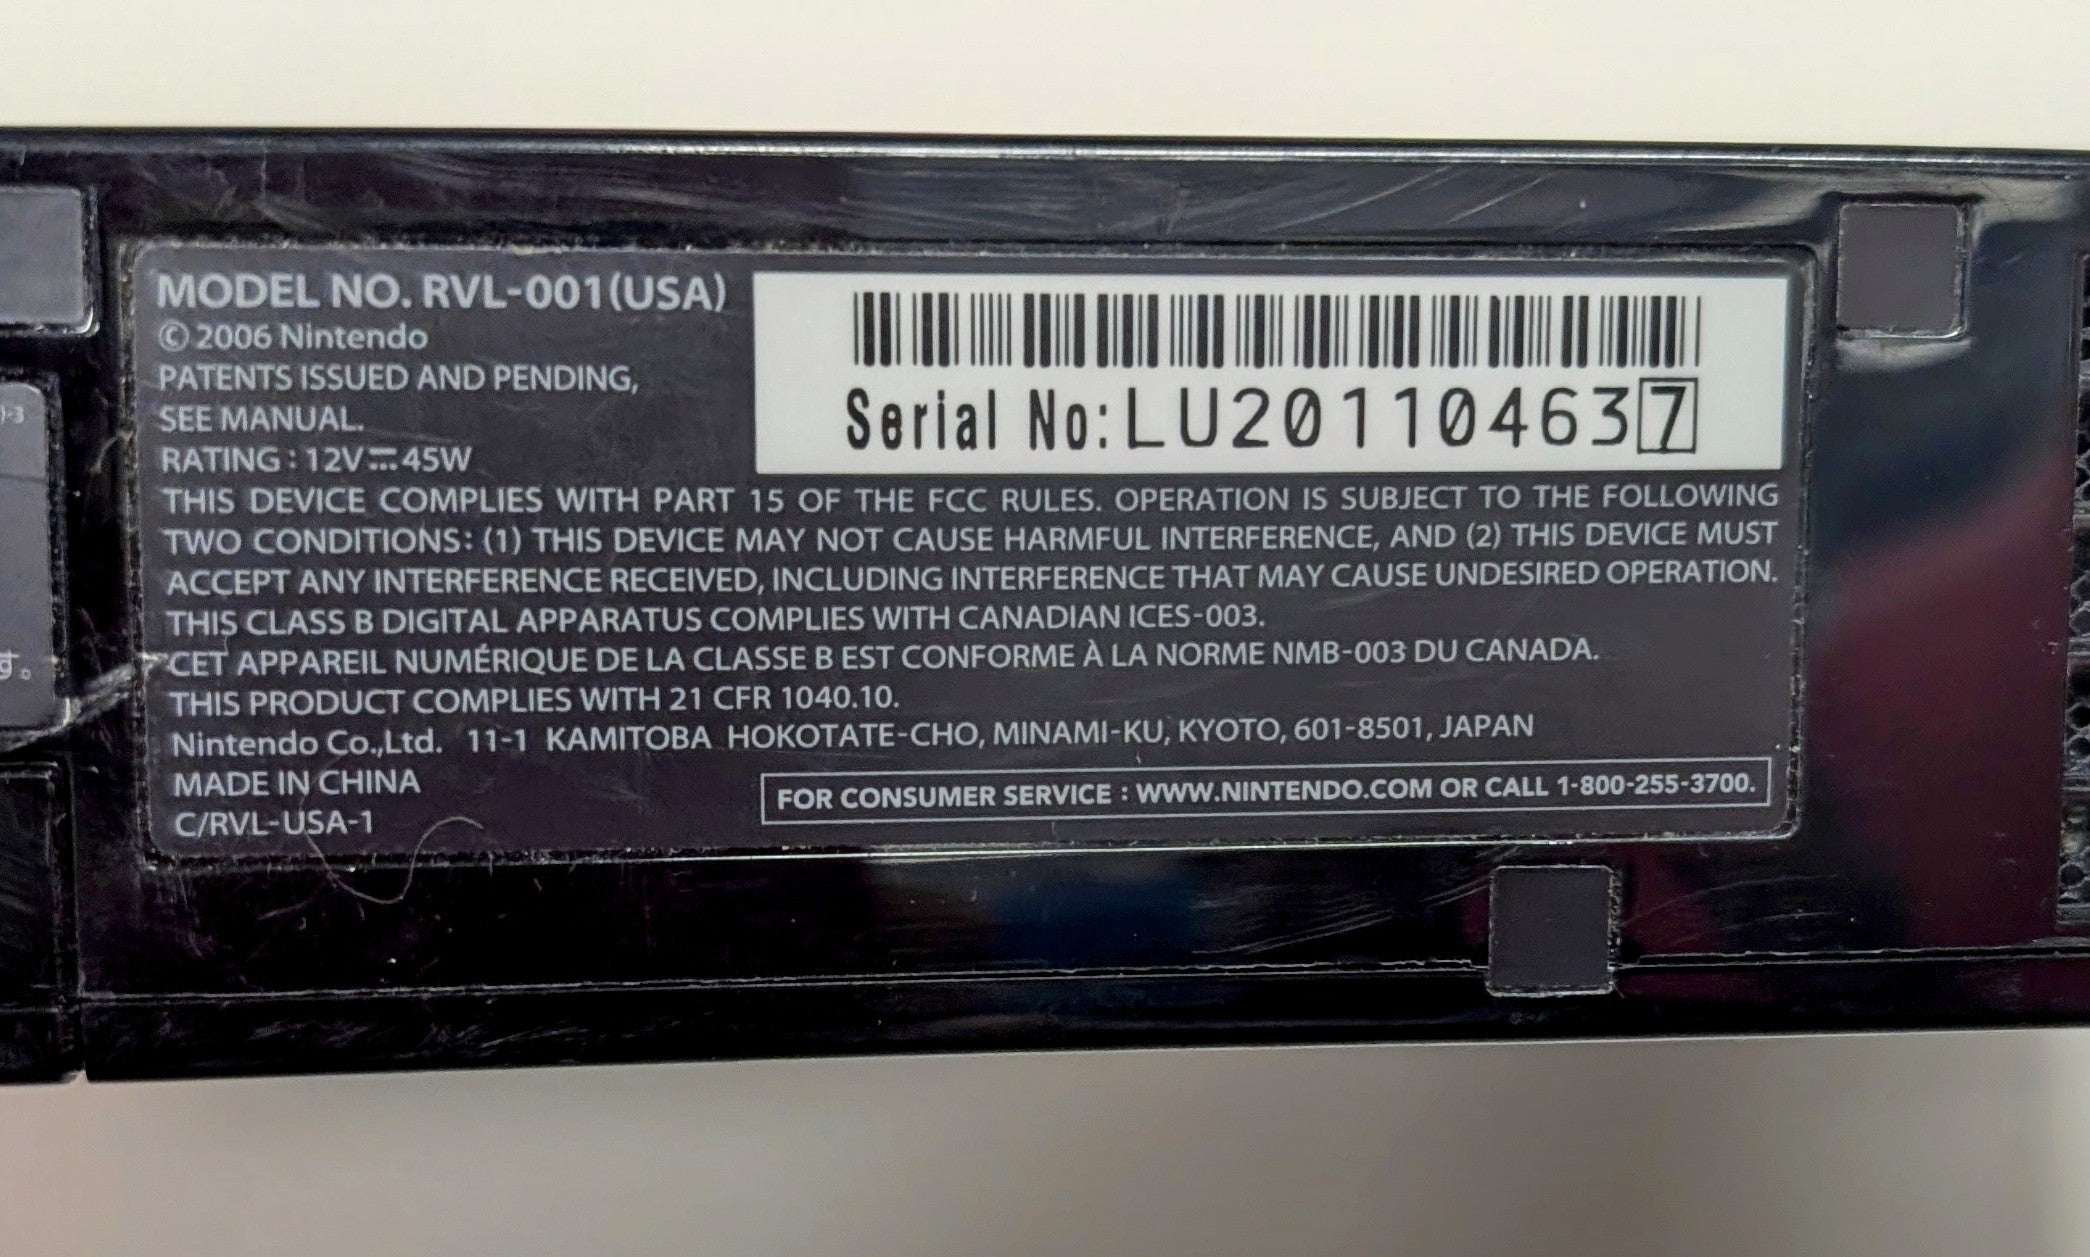 MODEL NO. RVL-001(USA)
© 2006 Nintendo
PATENTS ISSUED AND PENDING,
SEE MANUAL.
RATING : 12V⎓45W
Serial No:LU201104637
THIS DEVICE COMPLIES WITH PART 15 OF THE FCC RULES. OPERATION IS SUBJECT TO THE FOLLOWING
TWO CONDITIONS: (1) THIS DEVICE MAY NOT CAUSE HARMFUL INTERFERENCE, AND (2) THIS DEVICE MUST
ACCEPT ANY INTERFERENCE RECEIVED, INCLUDING INTERFERENCE THAT MAY CAUSE UNDESIRED OPERATION.
THIS CLASS B DIGITAL APPARATUS COMPLIES WITH CANADIAN ICES-003.
CET APPAREIL NUMÉRIQUE DE LA CLASSE B EST CONFORME À LA NORME NMB-003 DU CANADA.
THIS PRODUCT COMPLIES WITH 21 CFR 1040.10.
Nintendo Co.,Ltd. 11-1 KAMITOBA HOKOTATE-CHO, MINAMI-KU, KYOTO, 601-8501, JAPAN
MADE IN CHINA
C/RVL-USA-1
FOR CONSUMER SERVICE : WWW.NINTENDO.COM OR CALL 1-800-255-3700.